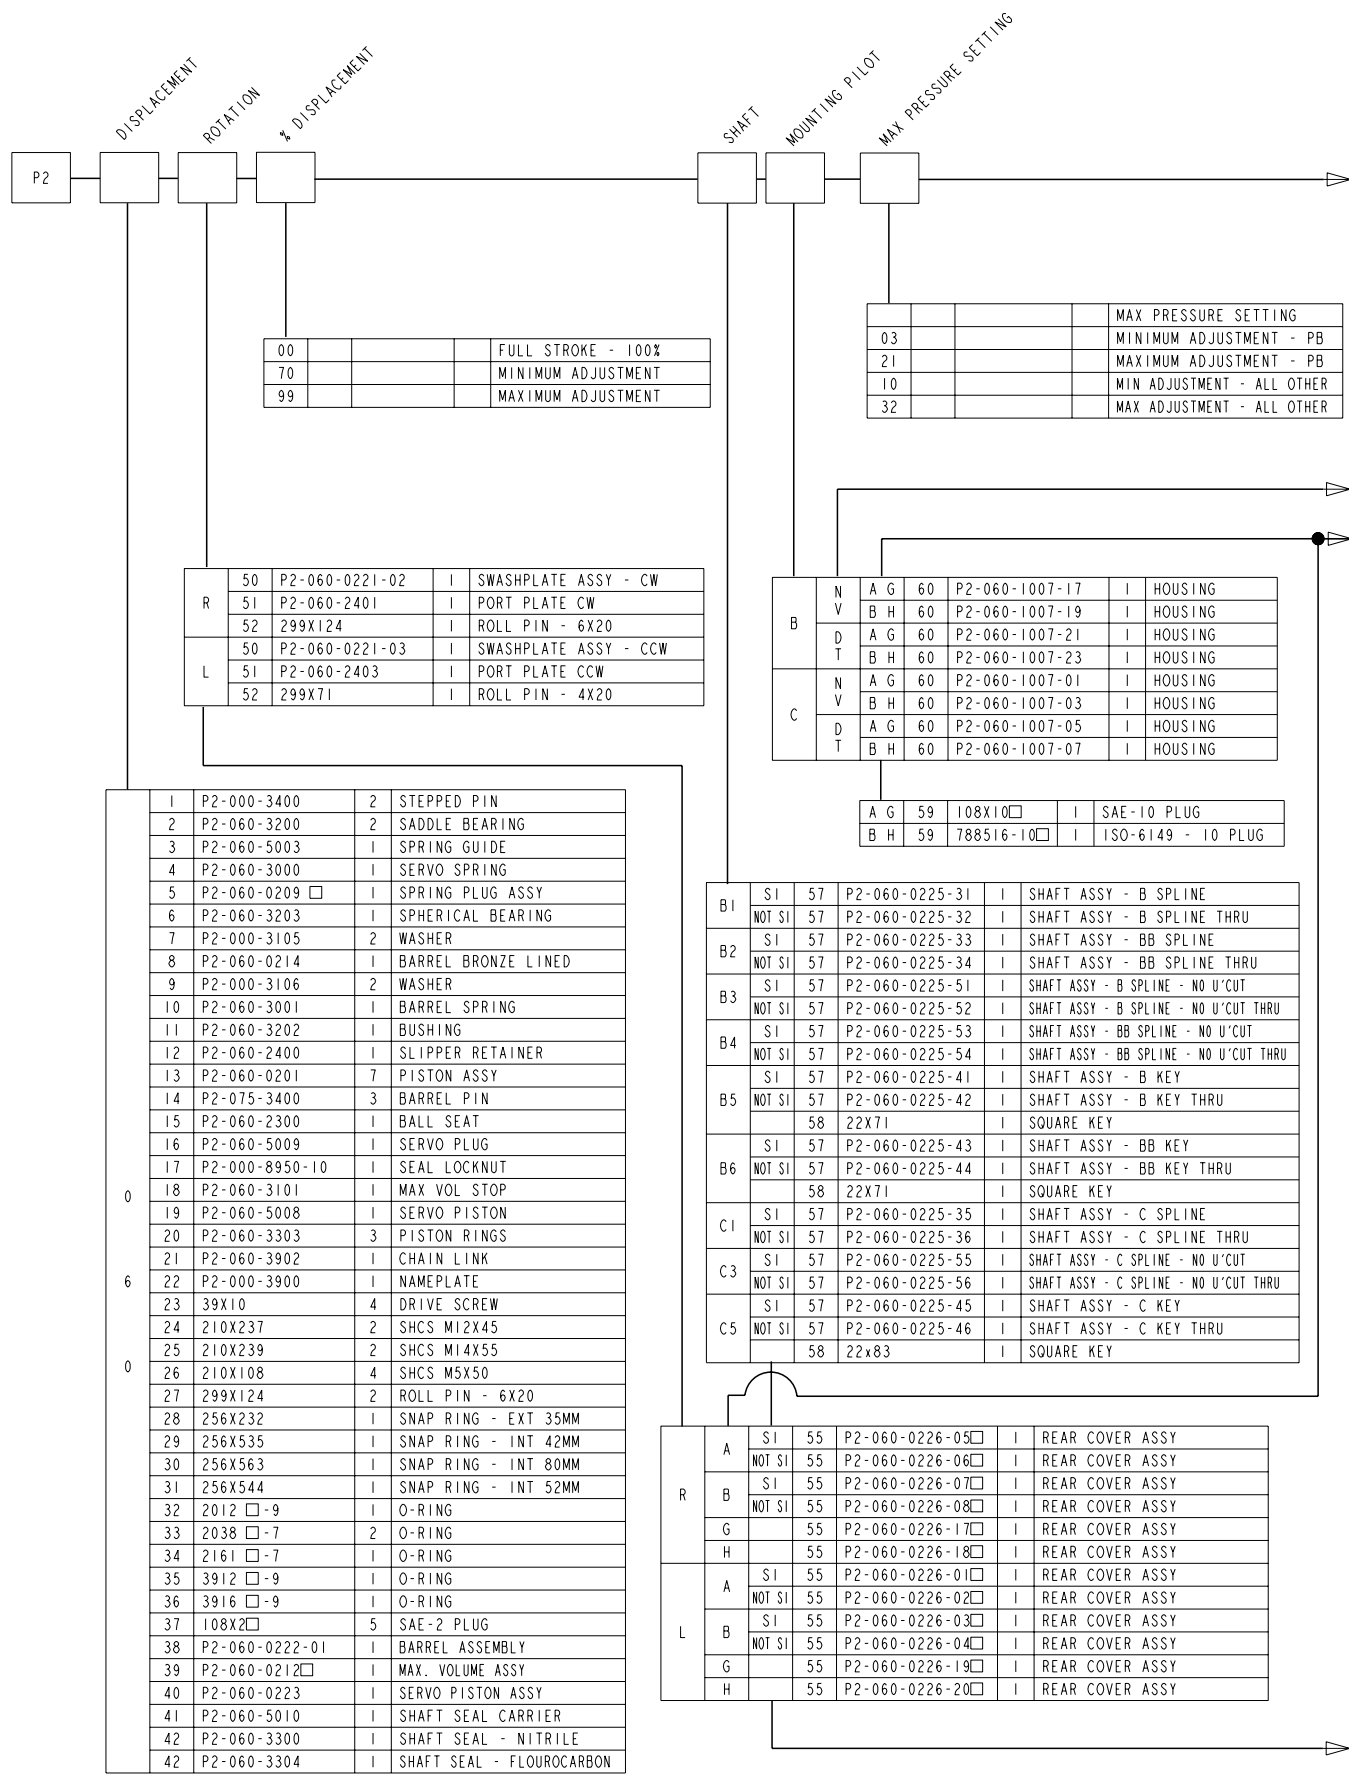 DISPLACEMENT
ROTATION
% DISPLACEMENT
SHAFT
MOUNTING PILOT
MAX PRESSURE SETTING
P2
00 FULL STROKE - 100%
70 MINIMUM ADJUSTMENT
99 MAXIMUM ADJUSTMENT
MAX PRESSURE SETTING
03 MINIMUM ADJUSTMENT - PB
21 MAXIMUM ADJUSTMENT - PB
10 MIN ADJUSTMENT - ALL OTHER
32 MAX ADJUSTMENT - ALL OTHER
R
50 P2-060-0221-02 1 SWASHPLATE ASSY - CW
51 P2-060-2401 1 PORT PLATE CW
52 299X124 1 ROLL PIN - 6X20
L
50 P2-060-0221-03 1 SWASHPLATE ASSY - CCW
51 P2-060-2403 1 PORT PLATE CCW
52 299X71 1 ROLL PIN - 4X20
B
NV
A G 60 P2-060-1007-17 1 HOUSING
B H 60 P2-060-1007-19 1 HOUSING
DT
A G 60 P2-060-1007-21 1 HOUSING
B H 60 P2-060-1007-23 1 HOUSING
C
NV
A G 60 P2-060-1007-01 1 HOUSING
B H 60 P2-060-1007-03 1 HOUSING
DT
A G 60 P2-060-1007-05 1 HOUSING
B H 60 P2-060-1007-07 1 HOUSING
A G 59 108X10□ 1 SAE-10 PLUG
B H 59 788516-10□ 1 ISO-6149 - 10 PLUG
060
1 P2-000-3400 2 STEPPED PIN
2 P2-060-3200 2 SADDLE BEARING
3 P2-060-5003 1 SPRING GUIDE
4 P2-060-3000 1 SERVO SPRING
5 P2-060-0209 □ 1 SPRING PLUG ASSY
6 P2-060-3203 1 SPHERICAL BEARING
7 P2-000-3105 2 WASHER
8 P2-060-0214 1 BARREL BRONZE LINED
9 P2-000-3106 2 WASHER
10 P2-060-3001 1 BARREL SPRING
11 P2-060-3202 1 BUSHING
12 P2-060-2400 1 SLIPPER RETAINER
13 P2-060-0201 7 PISTON ASSY
14 P2-075-3400 3 BARREL PIN
15 P2-060-2300 1 BALL SEAT
16 P2-060-5009 1 SERVO PLUG
17 P2-000-8950-10 1 SEAL LOCKNUT
18 P2-060-3101 1 MAX VOL STOP
19 P2-060-5008 1 SERVO PISTON
20 P2-060-3303 3 PISTON RINGS
21 P2-060-3902 1 CHAIN LINK
22 P2-000-3900 1 NAMEPLATE
23 39X10 4 DRIVE SCREW
24 210X237 2 SHCS M12X45
25 210X239 2 SHCS M14X55
26 210X108 4 SHCS M5X50
27 299X124 2 ROLL PIN - 6X20
28 256X232 1 SNAP RING - EXT 35MM
29 256X535 1 SNAP RING - INT 42MM
30 256X563 1 SNAP RING - INT 80MM
31 256X544 1 SNAP RING - INT 52MM
32 2012 □-9 1 O-RING
33 2038 □-7 2 O-RING
34 2161 □-7 1 O-RING
35 3912 □-9 1 O-RING
36 3916 □-9 1 O-RING
37 108X2□ 5 SAE-2 PLUG
38 P2-060-0222-01 1 BARREL ASSEMBLY
39 P2-060-0212□ 1 MAX. VOLUME ASSY
40 P2-060-0223 1 SERVO PISTON ASSY
41 P2-060-5010 1 SHAFT SEAL CARRIER
42 P2-060-3300 1 SHAFT SEAL - NITRILE
42 P2-060-3304 1 SHAFT SEAL - FLOUROCARBON
B1
S1 57 P2-060-0225-31 1 SHAFT ASSY - B SPLINE
NOT S1 57 P2-060-0225-32 1 SHAFT ASSY - B SPLINE THRU
B2
S1 57 P2-060-0225-33 1 SHAFT ASSY - BB SPLINE
NOT S1 57 P2-060-0225-34 1 SHAFT ASSY - BB SPLINE THRU
B3
S1 57 P2-060-0225-51 1 SHAFT ASSY - B SPLINE - NO U'CUT
NOT S1 57 P2-060-0225-52 1 SHAFT ASSY - B SPLINE - NO U'CUT THRU
B4
S1 57 P2-060-0225-53 1 SHAFT ASSY - BB SPLINE - NO U'CUT
NOT S1 57 P2-060-0225-54 1 SHAFT ASSY - BB SPLINE - NO U'CUT THRU
B5
S1 57 P2-060-0225-41 1 SHAFT ASSY - B KEY
NOT S1 57 P2-060-0225-42 1 SHAFT ASSY - B KEY THRU
58 22X71 1 SQUARE KEY
B6
S1 57 P2-060-0225-43 1 SHAFT ASSY - BB KEY
NOT S1 57 P2-060-0225-44 1 SHAFT ASSY - BB KEY THRU
58 22X71 1 SQUARE KEY
C1
S1 57 P2-060-0225-35 1 SHAFT ASSY - C SPLINE
NOT S1 57 P2-060-0225-36 1 SHAFT ASSY - C SPLINE THRU
C3
S1 57 P2-060-0225-55 1 SHAFT ASSY - C SPLINE - NO U'CUT
NOT S1 57 P2-060-0225-56 1 SHAFT ASSY - C SPLINE - NO U'CUT THRU
C5
S1 57 P2-060-0225-45 1 SHAFT ASSY - C KEY
NOT S1 57 P2-060-0225-46 1 SHAFT ASSY - C KEY THRU
58 22x83 1 SQUARE KEY
R
A
S1 55 P2-060-0226-05□ 1 REAR COVER ASSY
NOT S1 55 P2-060-0226-06□ 1 REAR COVER ASSY
B
S1 55 P2-060-0226-07□ 1 REAR COVER ASSY
NOT S1 55 P2-060-0226-08□ 1 REAR COVER ASSY
G 55 P2-060-0226-17□ 1 REAR COVER ASSY
H 55 P2-060-0226-18□ 1 REAR COVER ASSY
L
A
S1 55 P2-060-0226-01□ 1 REAR COVER ASSY
NOT S1 55 P2-060-0226-02□ 1 REAR COVER ASSY
B
S1 55 P2-060-0226-03□ 1 REAR COVER ASSY
NOT S1 55 P2-060-0226-04□ 1 REAR COVER ASSY
G 55 P2-060-0226-19□ 1 REAR COVER ASSY
H 55 P2-060-0226-20□ 1 REAR COVER ASSY